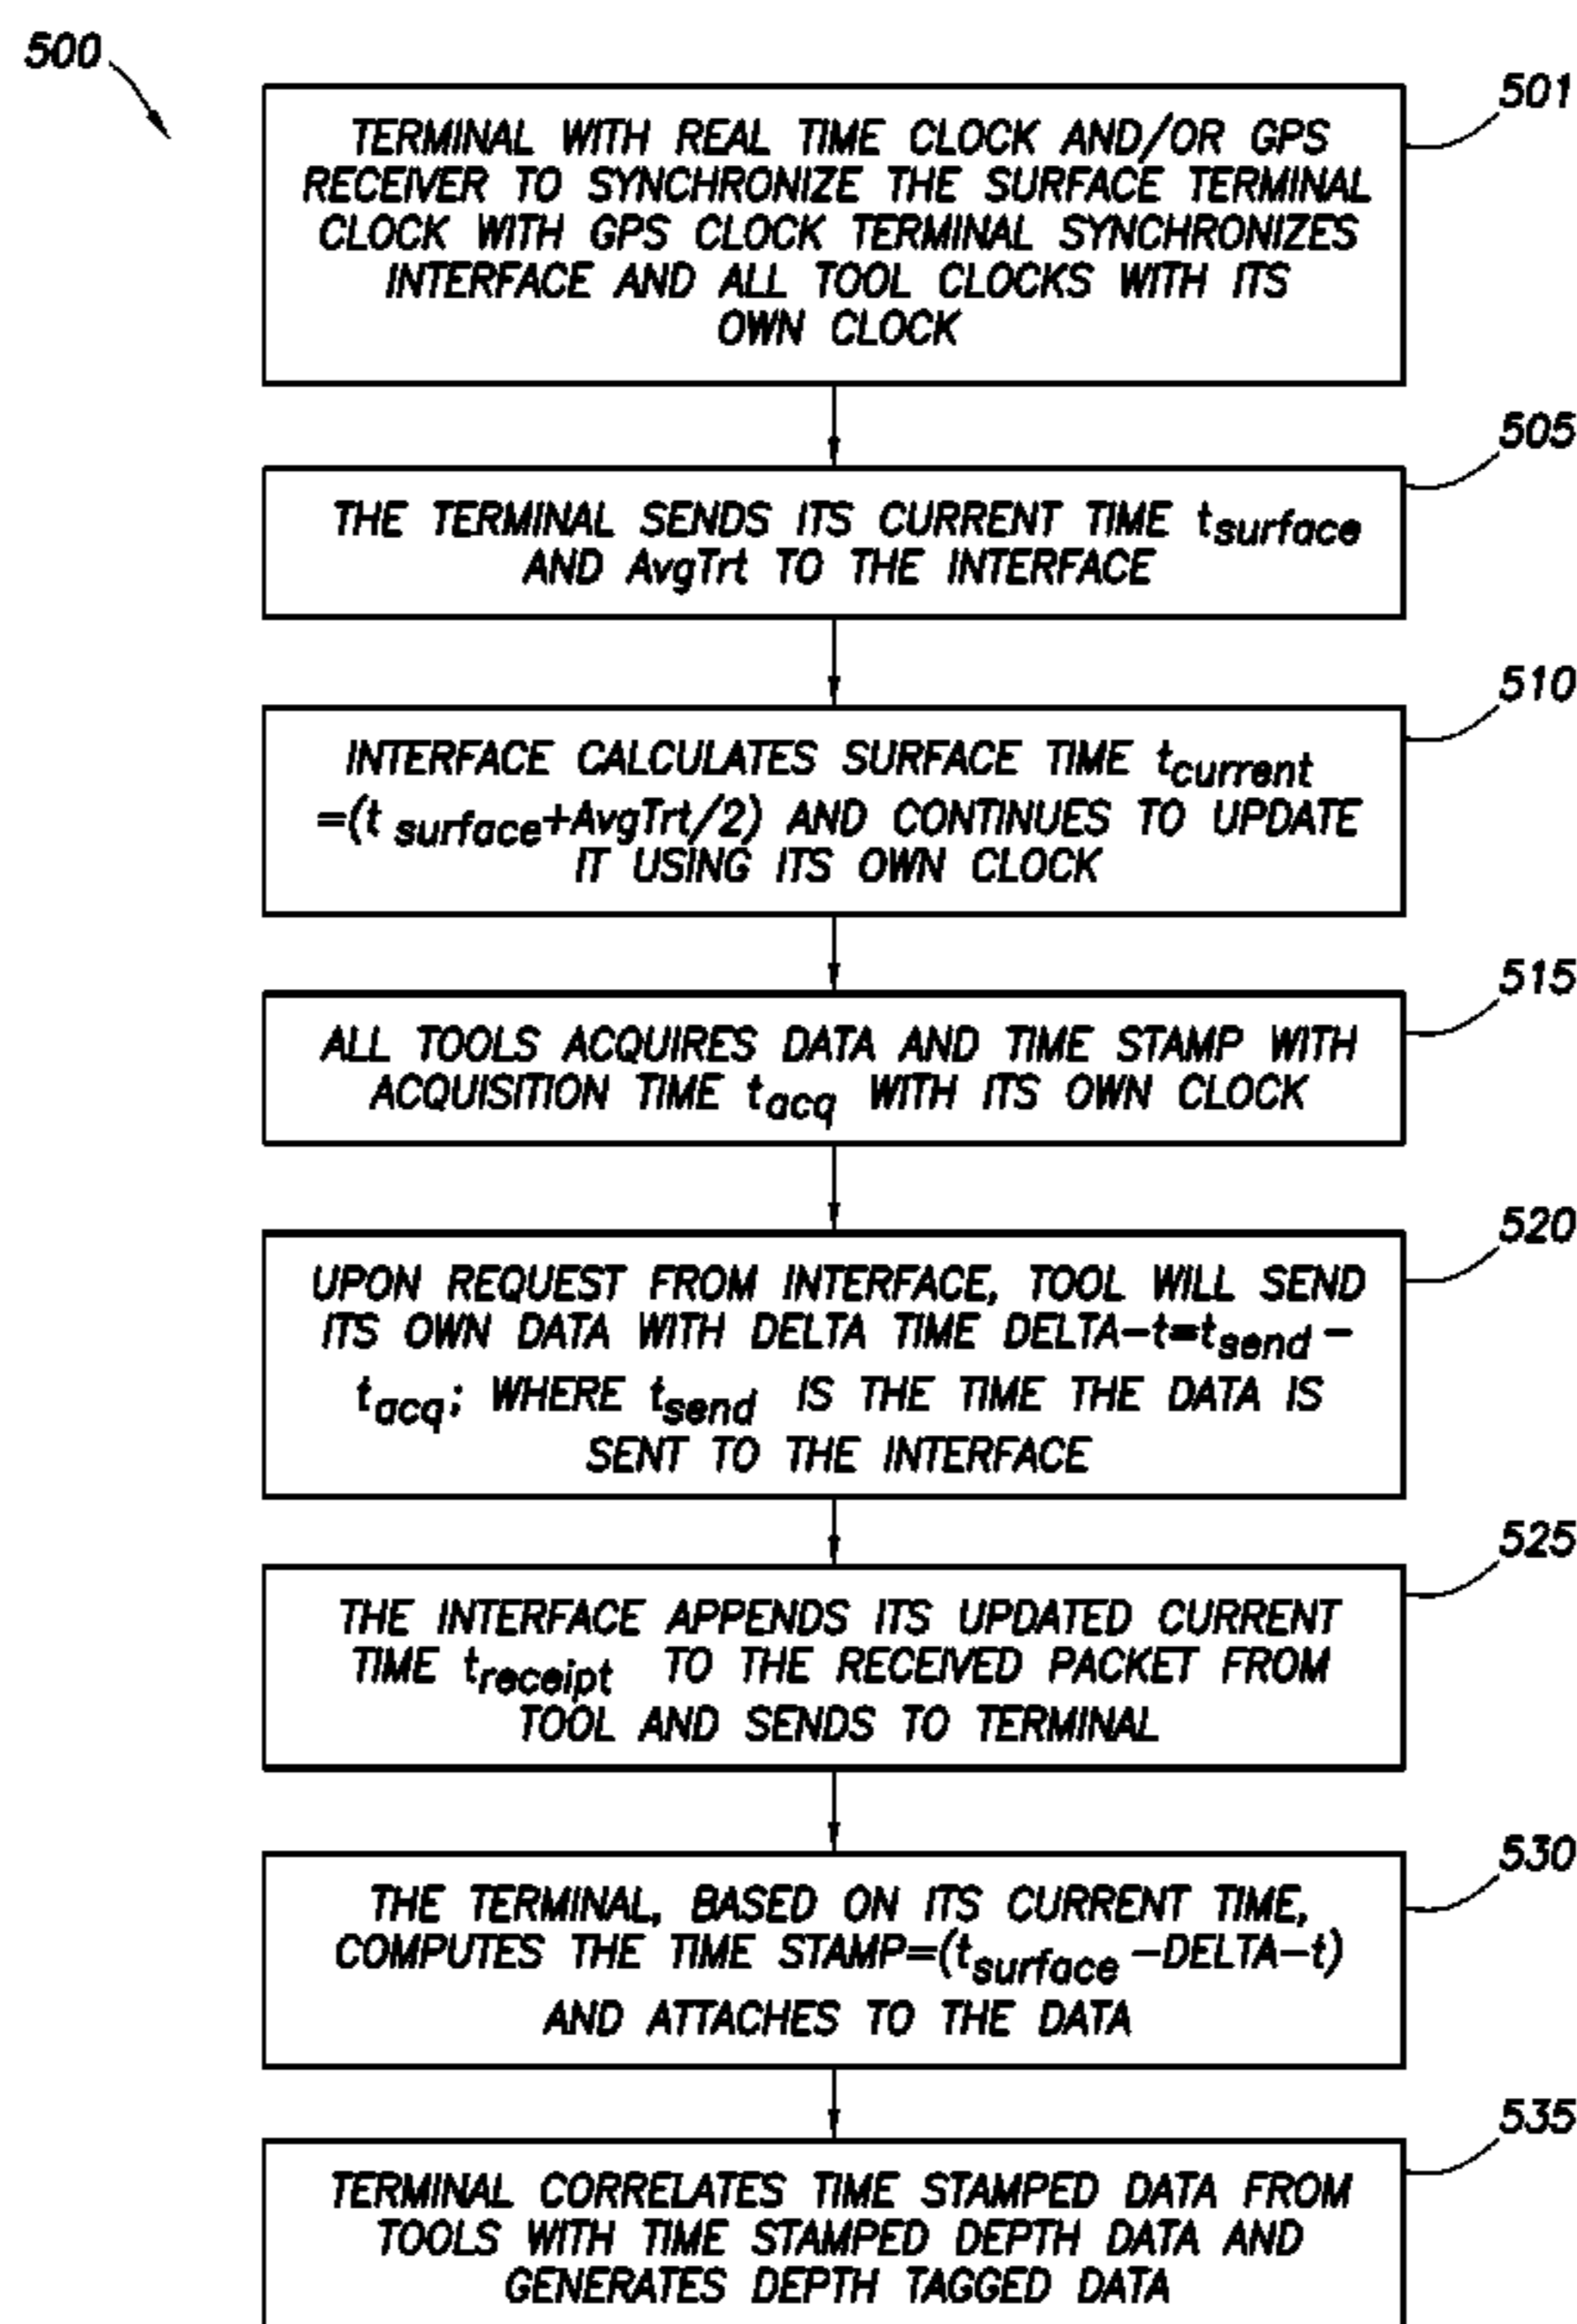 500
501
TERMINAL WITH REAL TIME CLOCK AND/OR GPS
RECEIVER TO SYNCHRONIZE THE SURFACE TERMINAL
CLOCK WITH GPS CLOCK TERMINAL SYNCHRONIZES
INTERFACE AND ALL TOOL CLOCKS WITH ITS
OWN CLOCK
505
THE TERMINAL SENDS ITS CURRENT TIME tsurface
AND AvgTrt TO THE INTERFACE
510
INTERFACE CALCULATES SURFACE TIME tcurrent
=(t surface+AvgTrt/2) AND CONTINUES TO UPDATE
IT USING ITS OWN CLOCK
515
ALL TOOLS ACQUIRES DATA AND TIME STAMP WITH
ACQUISITION TIME tacq WITH ITS OWN CLOCK
520
UPON REQUEST FROM INTERFACE, TOOL WILL SEND
ITS OWN DATA WITH DELTA TIME DELTA-t=tsend-
tacq; WHERE tsend IS THE TIME THE DATA IS
SENT TO THE INTERFACE
525
THE INTERFACE APPENDS ITS UPDATED CURRENT
TIME treceipt TO THE RECEIVED PACKET FROM
TOOL AND SENDS TO TERMINAL
530
THE TERMINAL, BASED ON ITS CURRENT TIME,
COMPUTES THE TIME STAMP=(tsurface-DELTA-t)
AND ATTACHES TO THE DATA
535
TERMINAL CORRELATES TIME STAMPED DATA FROM
TOOLS WITH TIME STAMPED DEPTH DATA AND
GENERATES DEPTH TAGGED DATA